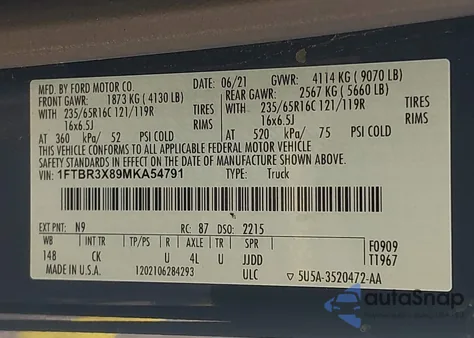 MFD. BY FORD MOTOR CO.
DATE: 06/21 GVWR: 4114 KG ( 9070 LB)
FRONT GAWR: 1873 KG ( 4130 LB) REAR GAWR: 2567 KG ( 5660 LB)
WITH 235/65R16C 121/119R TIRES WITH 235/65R16C 121/119R TIRES
16x6.5J RIMS 16x6.5J RIMS
AT 360 kPa/ 52 PSI COLD AT 520 kPa/ 75 PSI COLD
THIS VEHICLE CONFORMS TO ALL APPLICABLE FEDERAL MOTOR VEHICLE
SAFETY STANDARDS IN EFFECT ON THE DATE OF MANUFACTURE SHOWN ABOVE.
VIN: 1FTBR3X89MKA54791 TYPE: Truck
EXT PNT: N9 RC: 87 DSO: 2215
WB INT TR TP/PS R AXLE TR SPR F0909
148 CK U 4L U JJDD TT1967
MADE IN U.S.A. 1202106284293 ULC 5U5A-3520472-AA
autoSnap